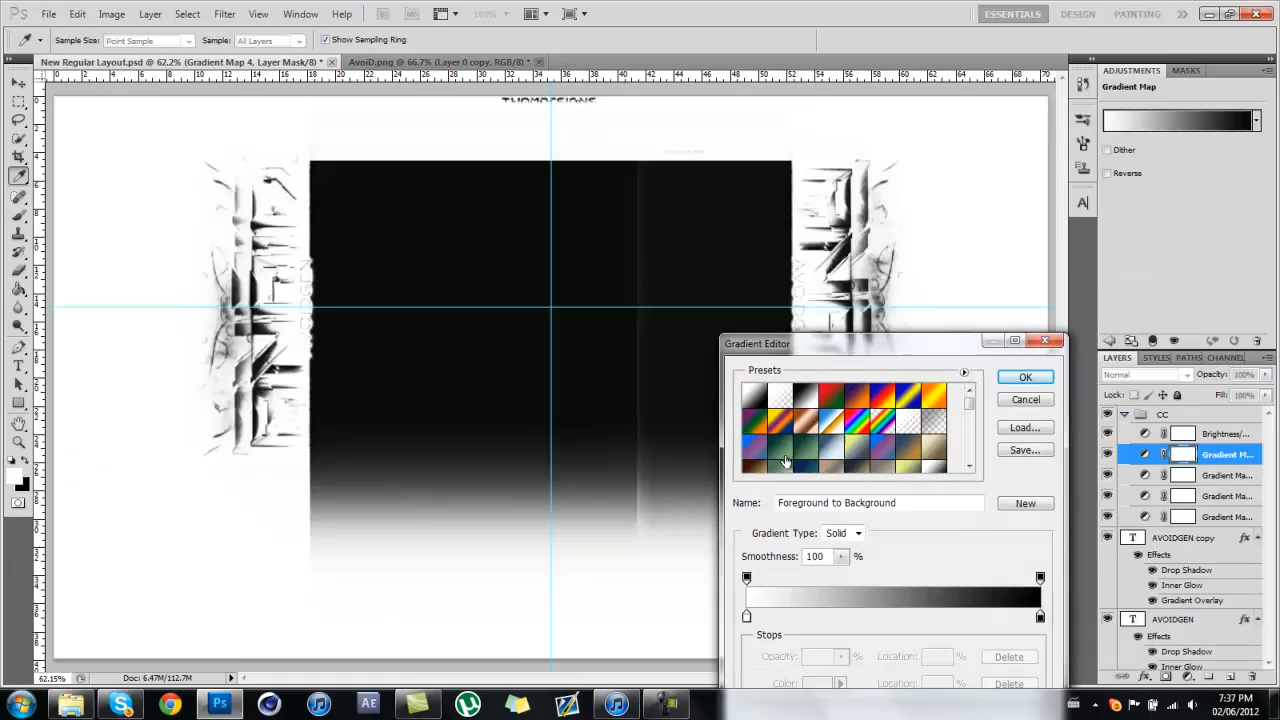 Ps File Edit Image Layer Select Filter View Window Help Br Mb 100% ESSENTIALS DESIGN PAINTING
Sample Size: Point Sample Sample: All Layers Show Sampling Ring
New Regular Layout.psd @ 62.2% (Gradient Map 4, Layer Mask/8) * AvoiD.png @ 66.7% (Layer 0 copy, RGB/8) *
ADJUSTMENTS MASKS
Gradient Map
Dither
Reverse
Gradient Editor
Presets
OK
Cancel
Load...
Save...
Name: Foreground to Background New
Gradient Type: Solid
Smoothness: 100 %
Stops
Opacity: % Location: % Delete
Color: Location: % Delete
LAYERS STYLES PATHS CHANNEL
Normal Opacity: 100%
Lock: Fill: 100%
CC
Brightness/...
Gradient M...
Gradient Ma...
Gradient Ma...
Gradient Ma...
T AVOIDGEN copy fx
Effects
Drop Shadow
Inner Glow
Gradient Overlay
T AVOIDGEN fx
Effects
Drop Shadow
Inner Glow
62.15% Doc: 6.47M/112.7M
7:37 PM
02/06/2012